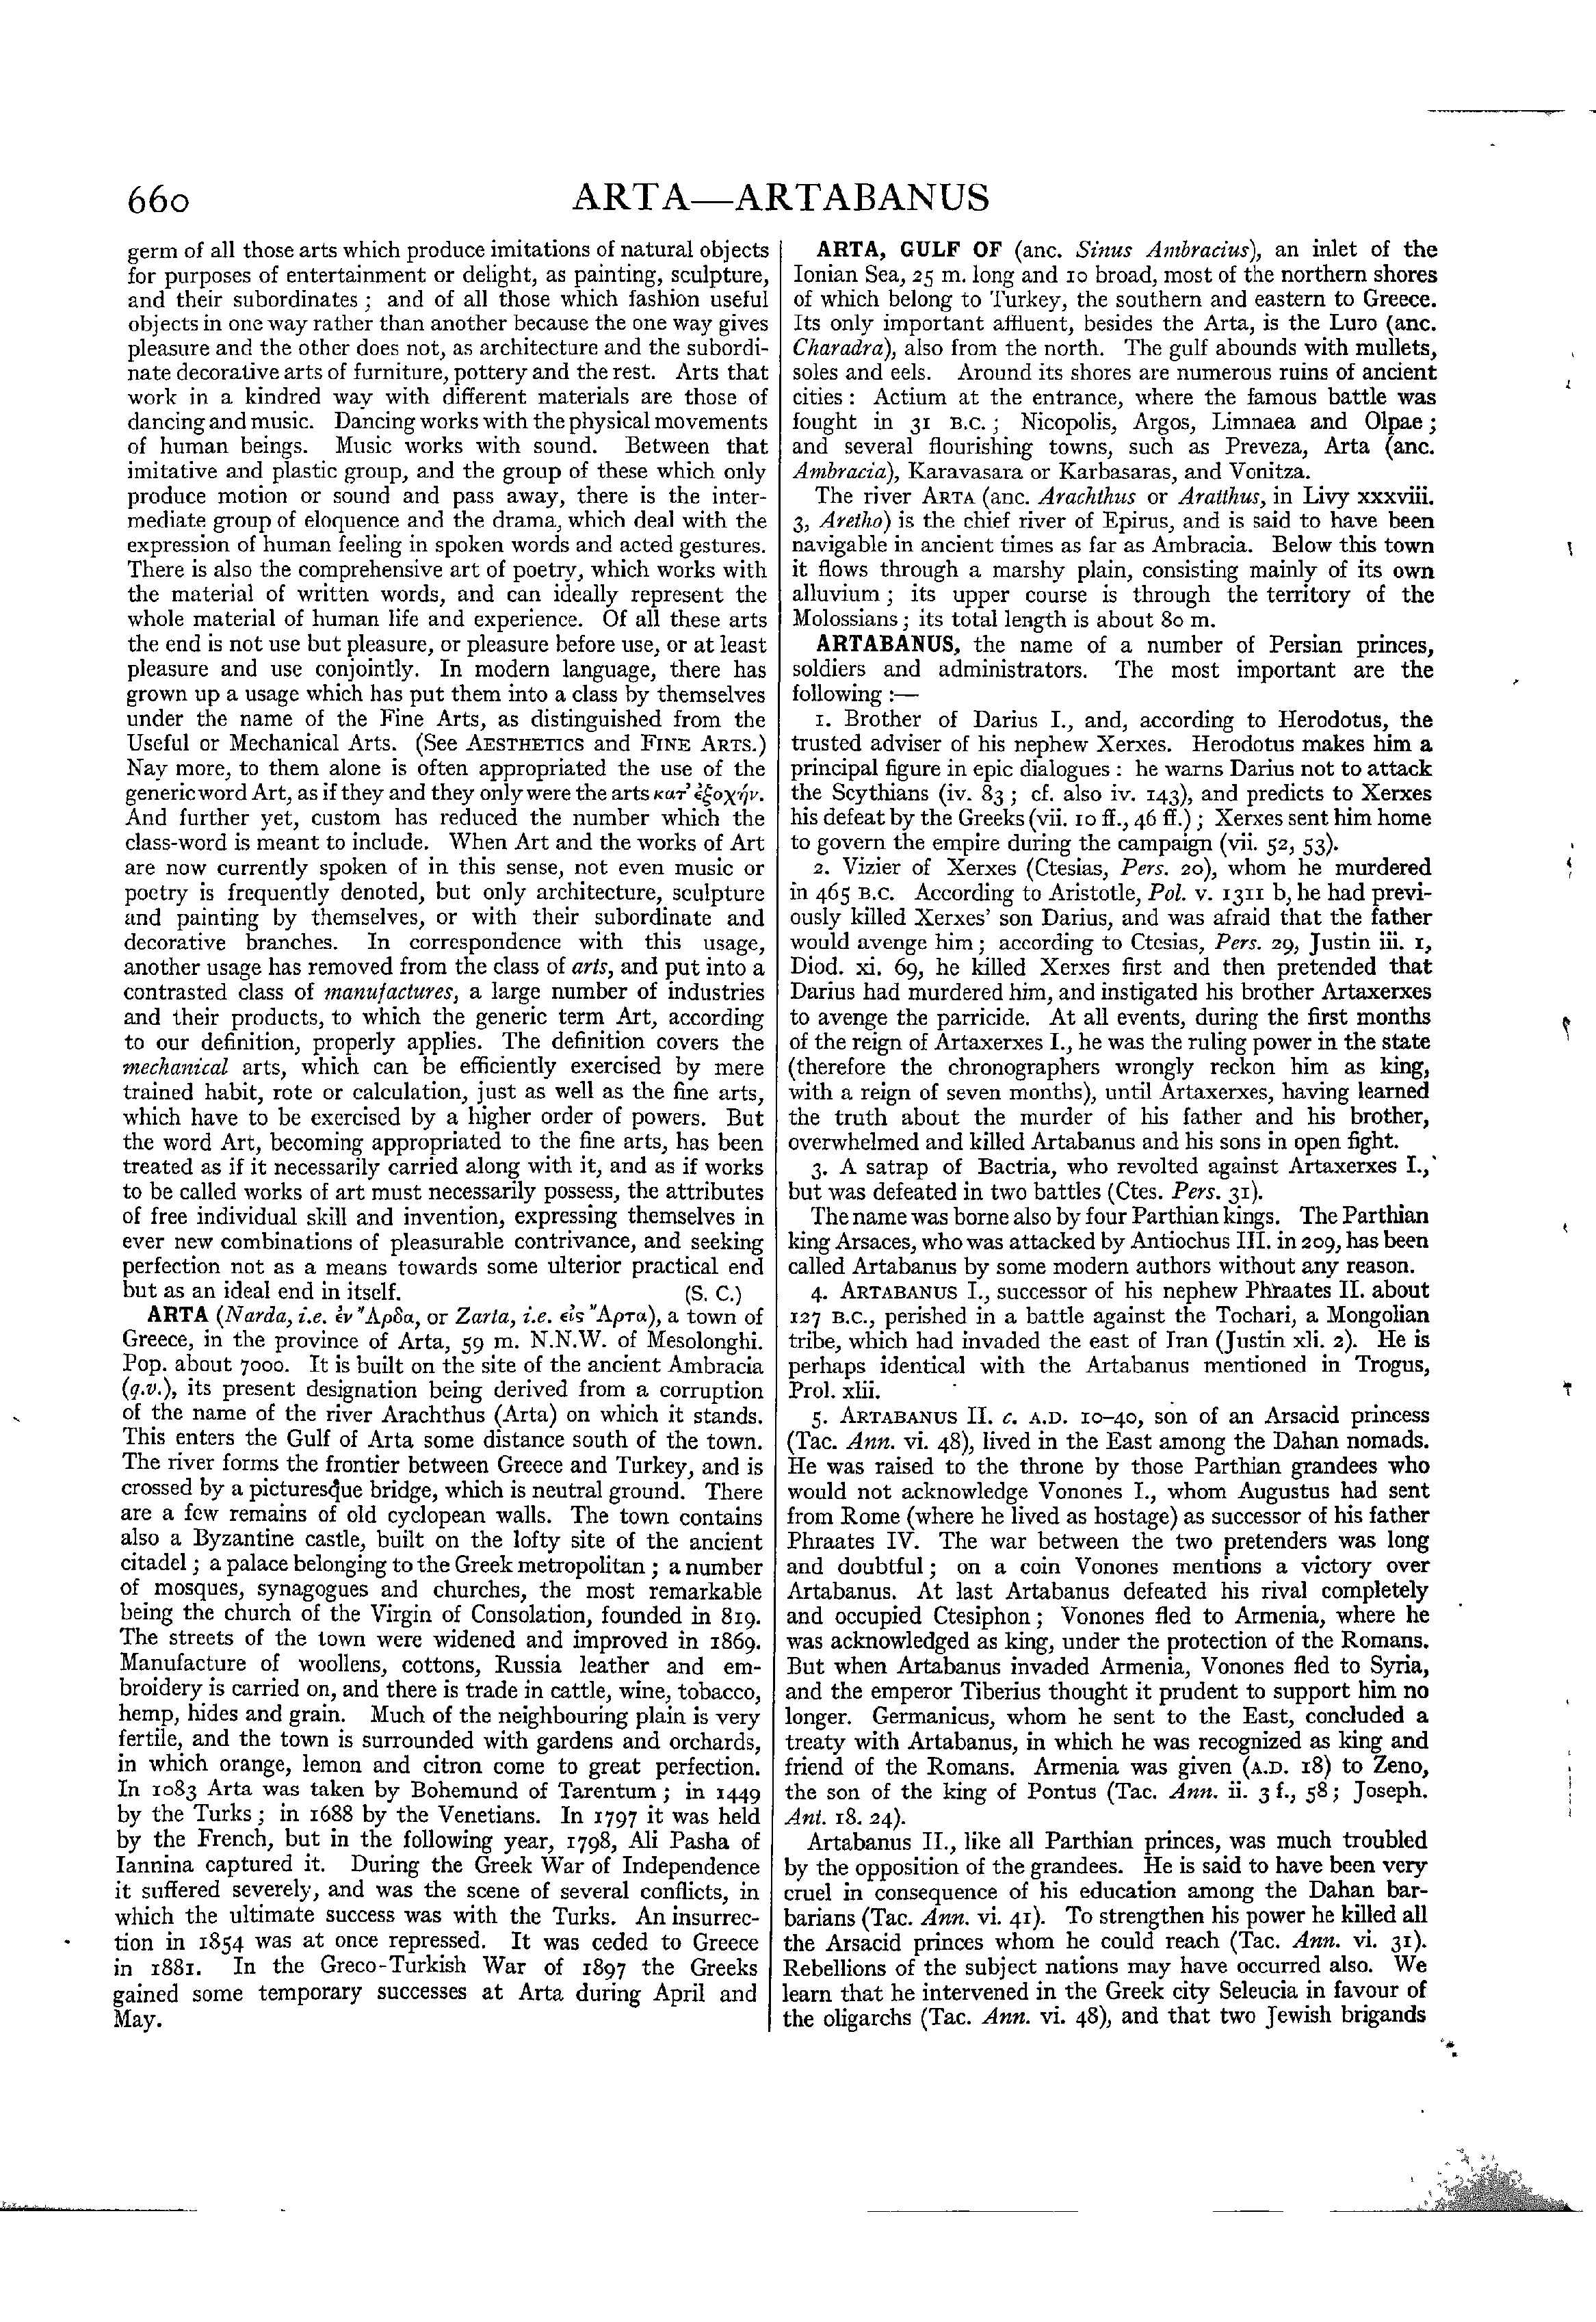 660
ARTA—ARTABANUS
germ of all those arts which produce imitations of natural objects
for purposes of entertainment or delight, as painting, sculpture,
and their subordinates ; and of all those which fashion useful
objects in one way rather than another because the one way gives
pleasure and the other does not, as architecture and the subordi-
nate decorative arts of furniture, pottery and the rest. Arts that
work in a kindred way with different materials are those of
dancing and music. Dancing works with the physical movements
of human beings. Music works with sound. Between that
imitative and plastic group, and the group of these which only
produce motion or sound and pass away, there is the inter-
mediate group of eloquence and the drama, which deal with the
expression of human feeling in spoken words and acted gestures.
There is also the comprehensive art of poetry, which works with
the material of written words, and can ideally represent the
whole material of human life and experience. Of all these arts
the end is not use but pleasure, or pleasure before use, or at least
pleasure and use conjointly. In modern language, there has
grown up a usage which has put them into a class by themselves
under the name of the Fine Arts, as distinguished from the
Useful or Mechanical Arts. (See AESTHETICS and FINE ARTS.)
Nay more, to them alone is often appropriated the use of the
generic word Art, as if they and they only were the arts κατ' ἐξοχήν.
And further yet, custom has reduced the number which the
class-word is meant to include. When Art and the works of Art
are now currently spoken of in this sense, not even music or
poetry is frequently denoted, but only architecture, sculpture
and painting by themselves, or with their subordinate and
decorative branches. In correspondence with this usage,
another usage has removed from the class of arts, and put into a
contrasted class of manufactures, a large number of industries
and their products, to which the generic term Art, according
to our definition, properly applies. The definition covers the
mechanical arts, which can be efficiently exercised by mere
trained habit, rote or calculation, just as well as the fine arts,
which have to be exercised by a higher order of powers. But
the word Art, becoming appropriated to the fine arts, has been
treated as if it necessarily carried along with it, and as if works
to be called works of art must necessarily possess, the attributes
of free individual skill and invention, expressing themselves in
ever new combinations of pleasurable contrivance, and seeking
perfection not as a means towards some ulterior practical end
but as an ideal end in itself. (S. C.)
ARTA (Narda, i.e. ἐν Ἄρδα, or Zarta, i.e. εἰς Ἄρτα), a town of
Greece, in the province of Arta, 59 m. N.N.W. of Mesolonghi.
Pop. about 7000. It is built on the site of the ancient Ambracia
(q.v.), its present designation being derived from a corruption
of the name of the river Arachthus (Arta) on which it stands.
This enters the Gulf of Arta some distance south of the town.
The river forms the frontier between Greece and Turkey, and is
crossed by a picturesque bridge, which is neutral ground. There
are a few remains of old cyclopean walls. The town contains
also a Byzantine castle, built on the lofty site of the ancient
citadel ; a palace belonging to the Greek metropolitan ; a number
of mosques, synagogues and churches, the most remarkable
being the church of the Virgin of Consolation, founded in 819.
The streets of the town were widened and improved in 1869.
Manufacture of woollens, cottons, Russia leather and em-
broidery is carried on, and there is trade in cattle, wine, tobacco,
hemp, hides and grain. Much of the neighbouring plain is very
fertile, and the town is surrounded with gardens and orchards,
in which orange, lemon and citron come to great perfection.
In 1083 Arta was taken by Bohemund of Tarentum ; in 1449
by the Turks ; in 1688 by the Venetians. In 1797 it was held
by the French, but in the following year, 1798, Ali Pasha of
Iannina captured it. During the Greek War of Independence
it suffered severely, and was the scene of several conflicts, in
which the ultimate success was with the Turks. An insurrec-
tion in 1854 was at once repressed. It was ceded to Greece
in 1881. In the Greco-Turkish War of 1897 the Greeks
gained some temporary successes at Arta during April and
May.
ARTA, GULF OF (anc. Sinus Ambracius), an inlet of the
Ionian Sea, 25 m. long and 10 broad, most of the northern shores
of which belong to Turkey, the southern and eastern to Greece.
Its only important affluent, besides the Arta, is the Luro (anc.
Charadra), also from the north. The gulf abounds with mullets,
soles and eels. Around its shores are numerous ruins of ancient
cities : Actium at the entrance, where the famous battle was
fought in 31 B.C. ; Nicopolis, Argos, Limnaea and Olpae ;
and several flourishing towns, such as Preveza, Arta (anc.
Ambracia), Karavasara or Karbasaras, and Vonitza.
The river ARTA (anc. Arachthus or Aratthus, in Livy xxxviii.
3, Aretho) is the chief river of Epirus, and is said to have been
navigable in ancient times as far as Ambracia. Below this town
it flows through a marshy plain, consisting mainly of its own
alluvium ; its upper course is through the territory of the
Molossians ; its total length is about 80 m.
ARTABANUS, the name of a number of Persian princes,
soldiers and administrators. The most important are the
following :—
1. Brother of Darius I., and, according to Herodotus, the
trusted adviser of his nephew Xerxes. Herodotus makes him a
principal figure in epic dialogues : he warns Darius not to attack
the Scythians (iv. 83 ; cf. also iv. 143), and predicts to Xerxes
his defeat by the Greeks (vii. 10 ff., 46 ff.) ; Xerxes sent him home
to govern the empire during the campaign (vii. 52, 53).
2. Vizier of Xerxes (Ctesias, Pers. 20), whom he murdered
in 465 B.C. According to Aristotle, Pol. v. 1311 b, he had previ-
ously killed Xerxes' son Darius, and was afraid that the father
would avenge him ; according to Ctesias, Pers. 29, Justin iii. 1,
Diod. xi. 69, he killed Xerxes first and then pretended that
Darius had murdered him, and instigated his brother Artaxerxes
to avenge the parricide. At all events, during the first months
of the reign of Artaxerxes I., he was the ruling power in the state
(therefore the chronographers wrongly reckon him as king,
with a reign of seven months), until Artaxerxes, having learned
the truth about the murder of his father and his brother,
overwhelmed and killed Artabanus and his sons in open fight.
3. A satrap of Bactria, who revolted against Artaxerxes I.,
but was defeated in two battles (Ctes. Pers. 31).
The name was borne also by four Parthian kings. The Parthian
king Arsaces, who was attacked by Antiochus III. in 209, has been
called Artabanus by some modern authors without any reason.
4. ARTABANUS I., successor of his nephew Phraates II. about
127 B.C., perished in a battle against the Tochari, a Mongolian
tribe, which had invaded the east of Iran (Justin xli. 2). He is
perhaps identical with the Artabanus mentioned in Trogus,
Prol. xlii.
5. ARTABANUS II. c. A.D. 10–40, son of an Arsacid princess
(Tac. Ann. vi. 48), lived in the East among the Dahan nomads.
He was raised to the throne by those Parthian grandees who
would not acknowledge Vonones I., whom Augustus had sent
from Rome (where he lived as hostage) as successor of his father
Phraates IV. The war between the two pretenders was long
and doubtful ; on a coin Vonones mentions a victory over
Artabanus. At last Artabanus defeated his rival completely
and occupied Ctesiphon ; Vonones fled to Armenia, where he
was acknowledged as king, under the protection of the Romans.
But when Artabanus invaded Armenia, Vonones fled to Syria,
and the emperor Tiberius thought it prudent to support him no
longer. Germanicus, whom he sent to the East, concluded a
treaty with Artabanus, in which he was recognized as king and
friend of the Romans. Armenia was given (A.D. 18) to Zeno,
the son of the king of Pontus (Tac. Ann. ii. 3 f., 58 ; Joseph.
Ant. 18. 24).
Artabanus II., like all Parthian princes, was much troubled
by the opposition of the grandees. He is said to have been very
cruel in consequence of his education among the Dahan bar-
barians (Tac. Ann. vi. 41). To strengthen his power he killed all
the Arsacid princes whom he could reach (Tac. Ann. vi. 31).
Rebellions of the subject nations may have occurred also. We
learn that he intervened in the Greek city Seleucia in favour of
the oligarchs (Tac. Ann. vi. 48), and that two Jewish brigands